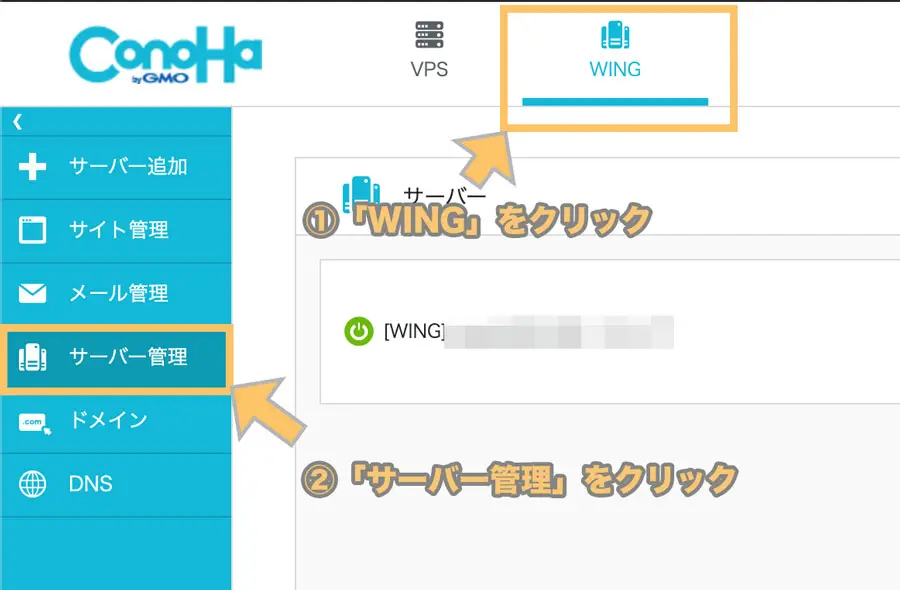 ConoHa
by GMO
VPS
WING
サーバー追加
サイト管理
メール管理
サーバー管理
.com
ドメイン
DNS
サーバー
①「WING」をクリック
[WING]
②「サーバー管理」をクリック